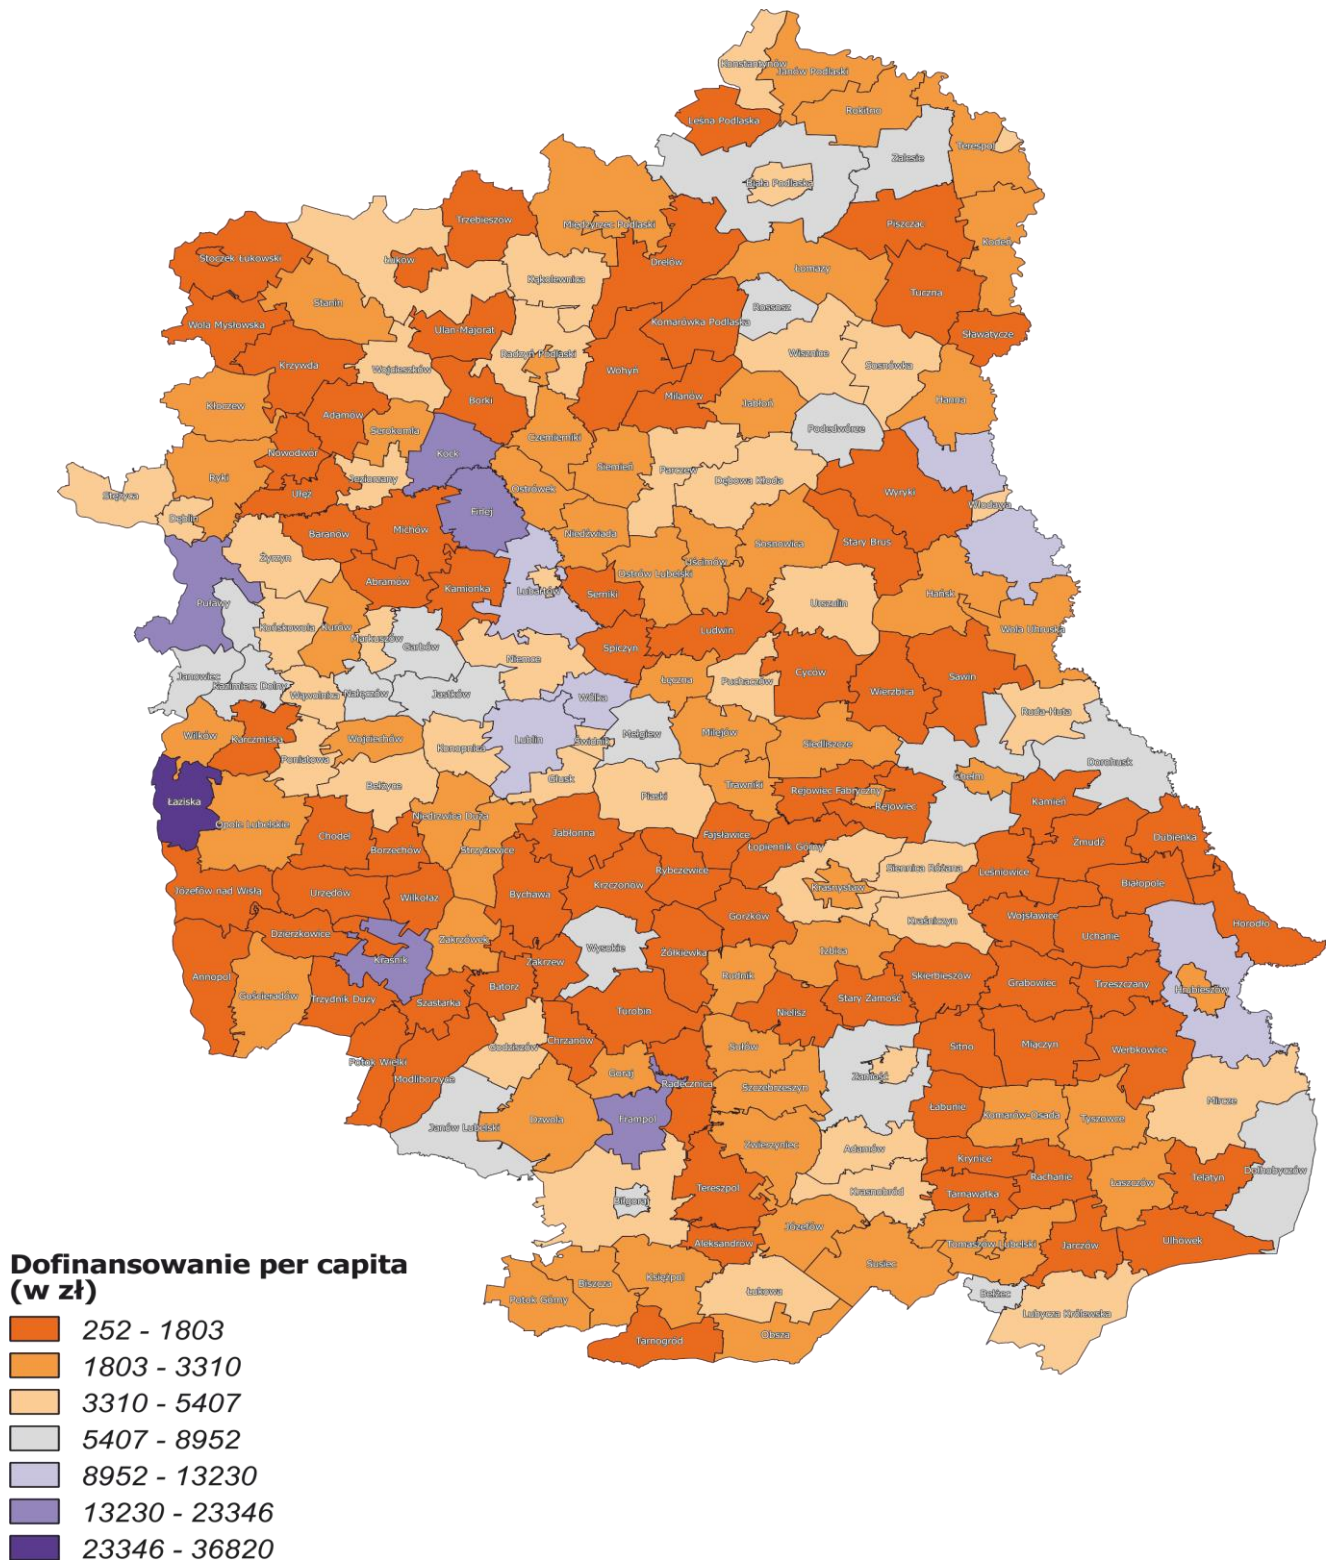 Konstantynów
Janów Podlaski
Rokitno
Leśna Podlaska
Terespol
Zalesie
Biała Podlaska
Trzebieszów
Międzyrzec Podlaski
Piszczac
Kodeń
Stoczek Łukowski
Łuków
Drelów
Łomazy
Kąkolewnica
Tuczna
Stanin
Rossosz
Wola Mysłowska
Ulan-Majorat
Komarówka Podlaska
Sławatycze
Radzyń Podlaski
Wisznice
Sosnówka
Krzywda
Wojcieszków
Wohyń
Milanów
Borki
Jabłoń
Hanna
Kłoczew
Adamów
Serokomla
Podedwórze
Czemierniki
Nowodwór
Kock
Siemień
Parczew
Ryki
Jeziorzany
Dębowa Kłoda
Ostrówek
Ułęż
Wyryki
Stężyca
Włodawa
Dęblin
Firlej
Baranów
Michów
Niedźwiada
Sosnowica
Stary Brus
Żyrzyn
Uścimów
Ostrów Lubelski
Abramów
Kamionka
Lubartów
Serniki
Hańsk
Puławy
Urszulin
Końskowola
Kurów
Wola Uhruska
Ludwin
Markuszów
Garbów
Spiczyn
Niemce
Janowiec
Kazimierz Dolny
Cyców
Sawin
Łęczna
Puchaczów
Wierzbica
Wąwolnica
Nałęczów
Jastków
Wólka
Ruda-Huta
Wilków
Karczmiska
Wojciechów
Konopnica
Lublin
Świdnik
Mełgiew
Milejów
Siedliszcze
Poniatowa
Dorohusk
Chełm
Głusk
Bełżyce
Trawniki
Rejowiec Fabryczny
Piaski
Łaziska
Kamień
Rejowiec
Niedrzwica Duża
Opole Lubelskie
Chodel
Jabłonna
Fajsławice
Żmudź
Dubienka
Borzechów
Strzyżewice
Łopiennik Górny
Siennica Różana
Rybczewice
Leśniowice
Białopole
Józefów nad Wisłą
Urzędów
Wilkołaz
Bychawa
Krzczonów
Krasnystaw
Gorzków
Wojsławice
Kraśniczyn
Horodło
Dzierzkowice
Uchanie
Zakrzówek
Wysokie
Żółkiewka
Izbica
Kraśnik
Zakrzew
Annopol
Rudnik
Skierbieszów
Grabowiec
Trzeszczany
Hrubieszów
Gościeradów
Trzydnik Duży
Batorz
Szastarka
Stary Zamość
Turobin
Nielisz
Chrzanów
Godziszów
Sułów
Sitno
Miączyn
Werbkowice
Potok Wielki
Goraj
Zamość
Modliborzyce
Radecznica
Szczebrzeszyn
Mircze
Łabunie
Komarów-Osada
Dzwola
Frampol
Tyszowce
Janów Lubelski
Zwierzyniec
Adamów
Krynice
Dołhobyczów
Rachanie
Telatyn
Tereszpol
Krasnobród
Tarnawatka
Łaszczów
Biłgoraj
Józefów
Aleksandrów
Tomaszów Lubelski
Jarczów
Ulhówek
Susiec
Księżpol
Biszcza
Łukowa
Bełżec
Potok Górny
Lubycza Królewska
Obsza
Tarnogród
Dofinansowanie per capita
(w zł)
252 - 1803
1803 - 3310
3310 - 5407
5407 - 8952
8952 - 13230
13230 - 23346
23346 - 36820